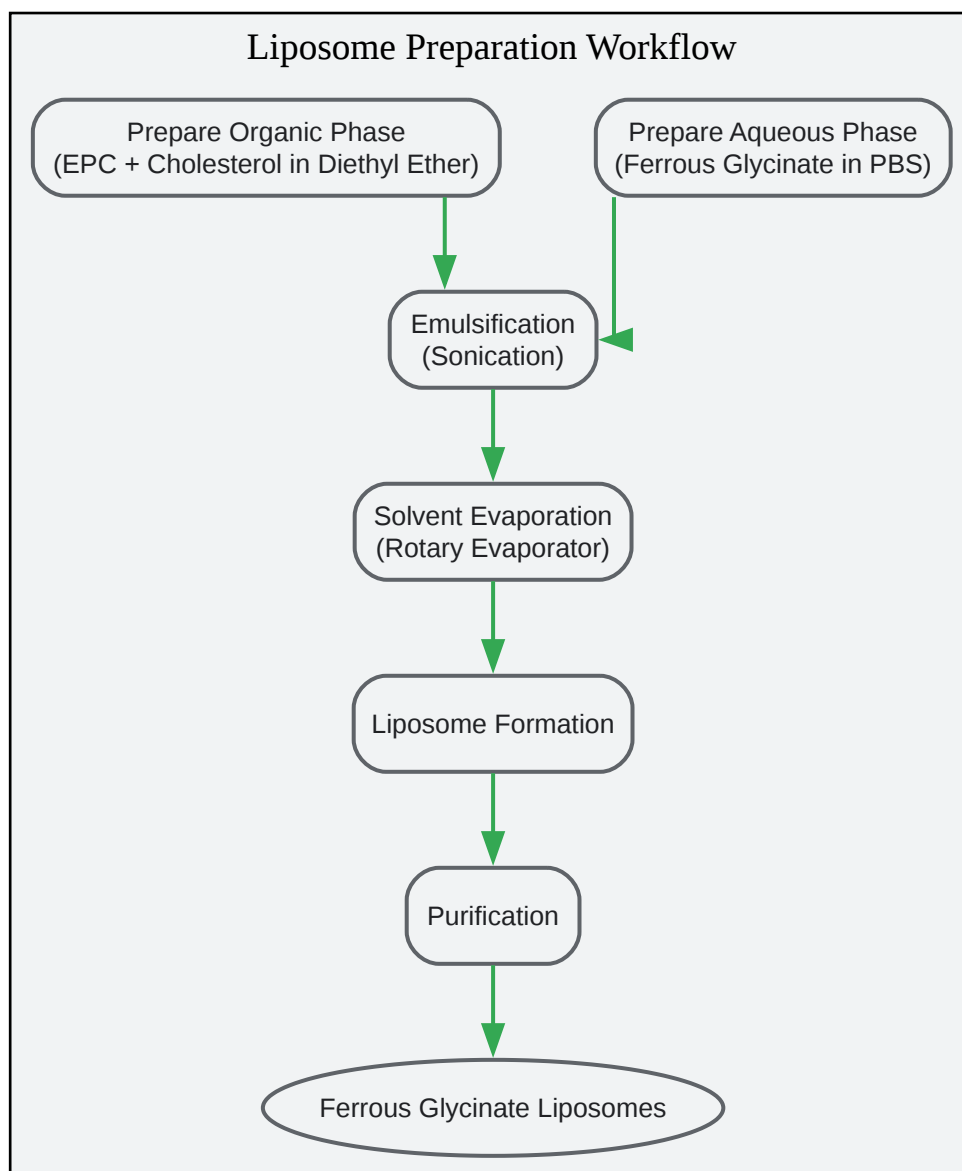 Liposome Preparation Workflow
Prepare Organic Phase
(EPC + Cholesterol in Diethyl Ether)
Prepare Aqueous Phase
(Ferrous Glycinate in PBS)
Emulsification
(Sonication)
Solvent Evaporation
(Rotary Evaporator)
Liposome Formation
Purification
Ferrous Glycinate Liposomes